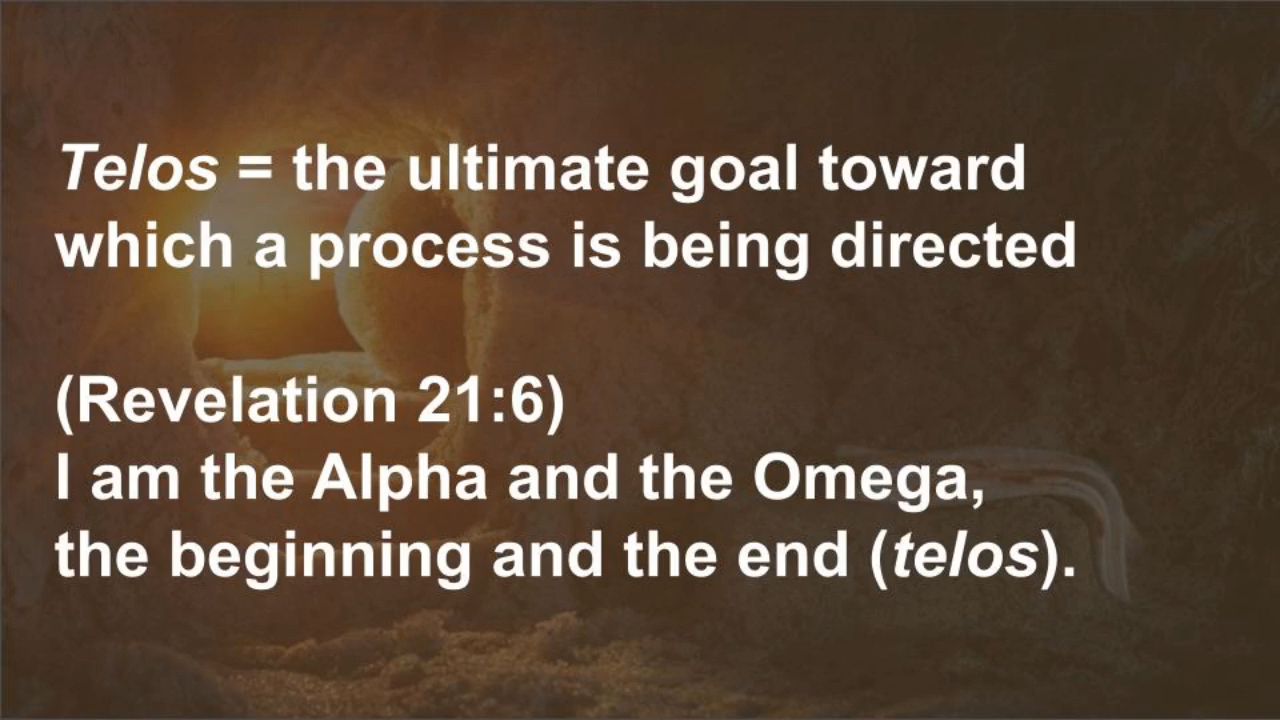 Telos = the ultimate goal toward
which a process is being directed
(Revelation 21:6)
I am the Alpha and the Omega,
the beginning and the end (telos).